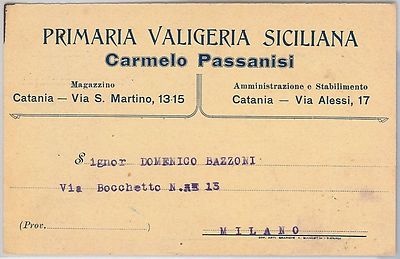 PRIMARIA VALIGERIA SICILIANA
Carmelo Passanisi
Magazzino
Catania — Via S. Martino, 13-15
Amministrazione e Stabilimento
Catania — Via Alessi, 17
Signor DOMENICO BAZZONI
Via Bocchetto N. 13
(Prov.)
MILANO